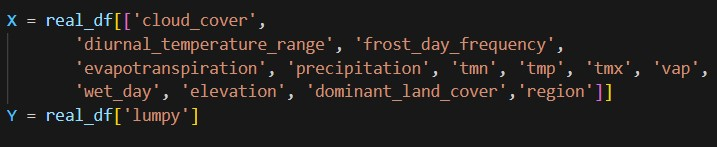 X = real_df[['cloud_cover',
'diurnal_temperature_range', 'frost_day_frequency',
'evapotranspiration', 'precipitation', 'tmn', 'tmp', 'tmx', 'vap',
'wet_day', 'elevation', 'dominant_land_cover','region']]
Y = real_df['lumpy']